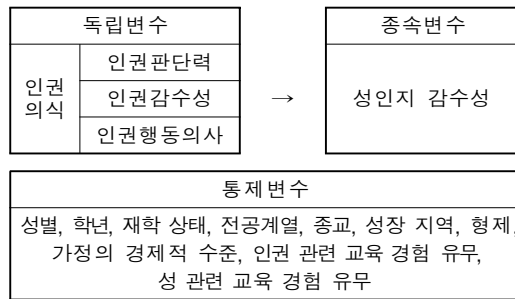 독립변수
인권
의식
인권판단력
인권감수성
인권행동의사
→
종속변수
성인지 감수성
통제변수
성별, 학년, 재학 상태, 전공계열, 종교, 성장 지역, 형제,
가정의 경제적 수준, 인권 관련 교육 경험 유무,
성 관련 교육 경험 유무